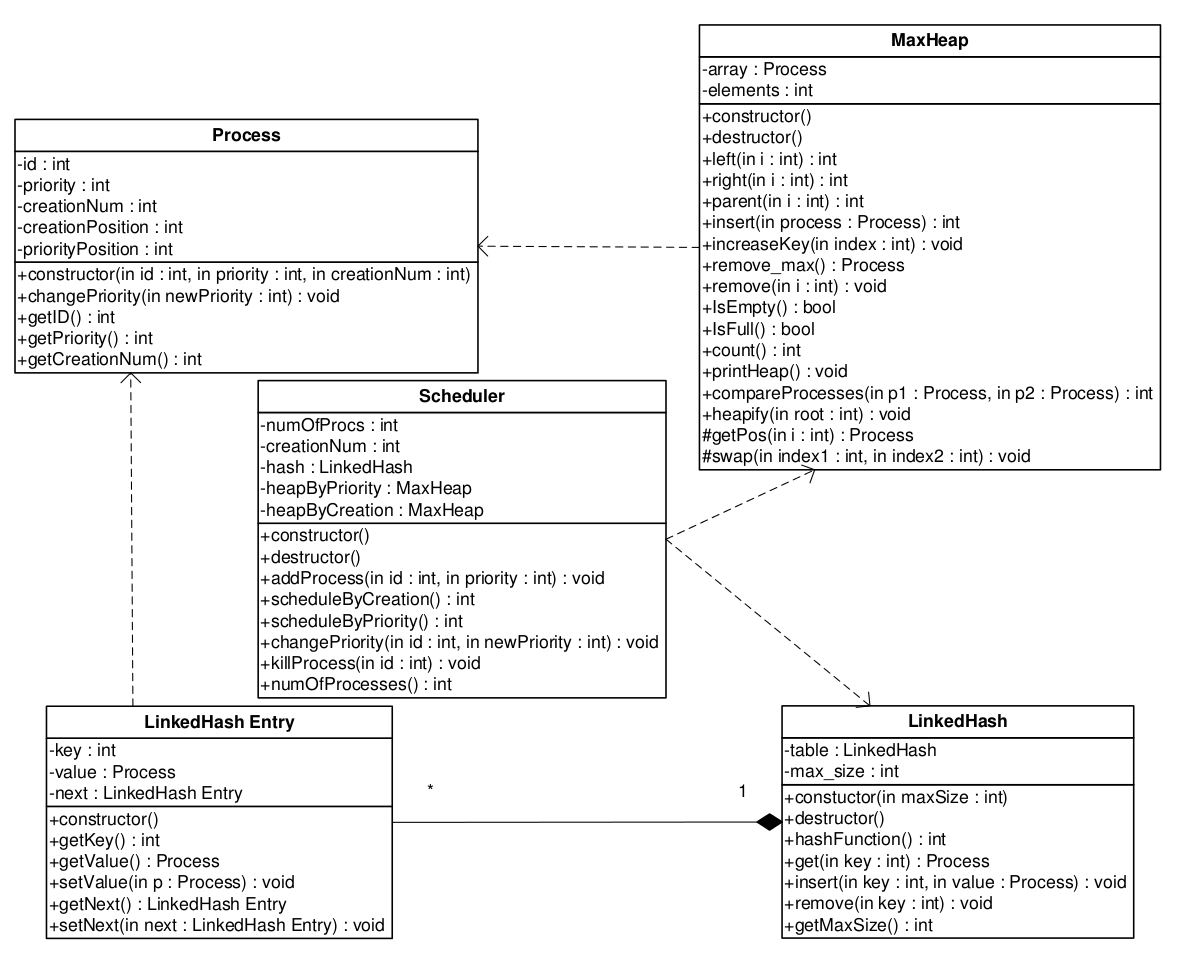 MaxHeap
-array : Process
-elements : int
+constructor()
+destructor()
+left(in i : int) : int
+right(in i : int) : int
+parent(in i : int) : int
+insert(in process : Process) : int
+increaseKey(in index : int) : void
+remove_max() : Process
+remove(in i : int) : void
+IsEmpty() : bool
+IsFull() : bool
+count() : int
+printHeap() : void
+compareProcesses(in p1 : Process, in p2 : Process) : int
+heapify(in root : int) : void
#getPos(in i : int) : Process
#swap(in index1 : int, in index2 : int) : void
Process
-id : int
-priority : int
-creationNum : int
-creationPosition : int
-priorityPosition : int
+constructor(in id : int, in priority : int, in creationNum : int)
+changePriority(in newPriority : int) : void
+getID() : int
+getPriority() : int
+getCreationNum() : int
Scheduler
-numOfProcs : int
-creationNum : int
-hash : LinkedHash
-heapByPriority : MaxHeap
-heapByCreation : MaxHeap
+constructor()
+destructor()
+addProcess(in id : int, in priority : int) : void
+scheduleByCreation() : int
+scheduleByPriority() : int
+changePriority(in id : int, in newPriority : int) : void
+killProcess(in id : int) : void
+numOfProcesses() : int
LinkedHash Entry
-key : int
-value : Process
-next : LinkedHash Entry
+constructor()
+getKey() : int
+getValue() : Process
+setValue(in p : Process) : void
+getNext() : LinkedHash Entry
+setNext(in next : LinkedHash Entry) : void
*
1
LinkedHash
-table : LinkedHash
-max_size : int
+constuctor(in maxSize : int)
+destructor()
+hashFunction() : int
+get(in key : int) : Process
+insert(in key : int, in value : Process) : void
+remove(in key : int) : void
+getMaxSize() : int